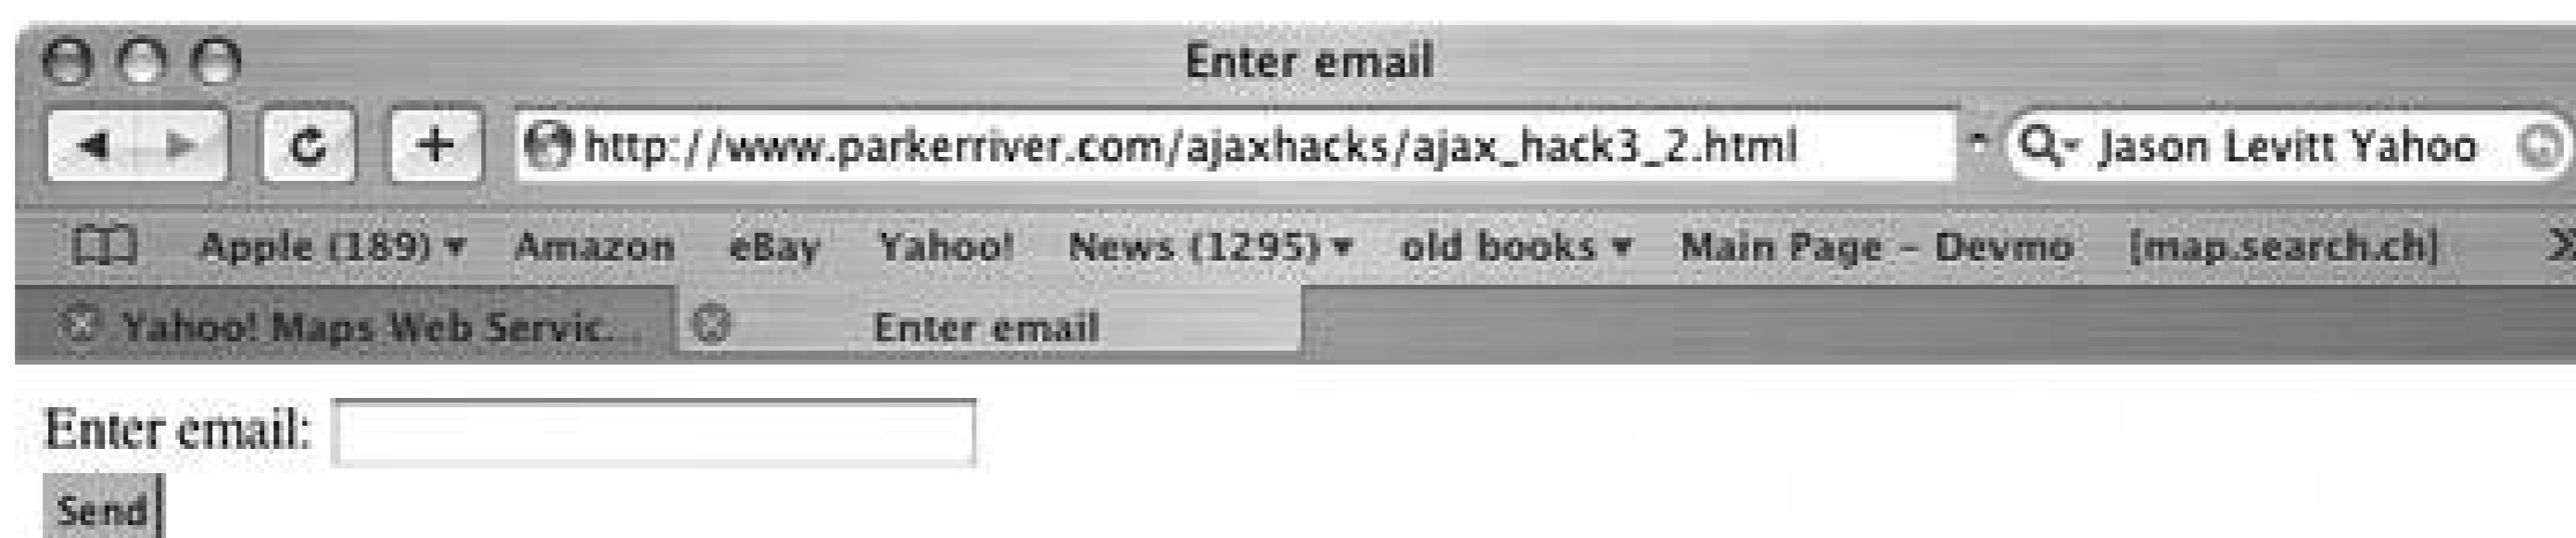 Enter email
http://www.parkerriver.com/ajaxhacks/ajax_hack3_2.html Jason Levitt Yahoo
Apple (189) Amazon eBay Yahoo! News (1295) old books Main Page – Devmo [map.search.ch]
Yahoo! Maps Web Servic... Enter email
Enter email:
Send